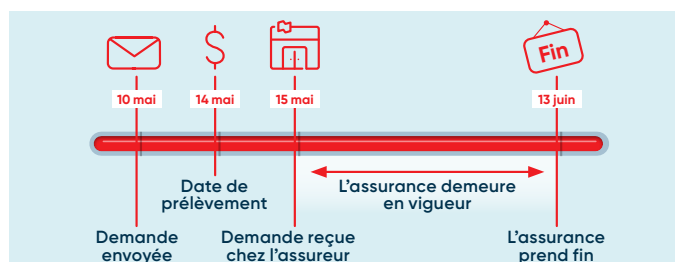 Fin
10 mai
14 mai
15 mai
13 juin
Date de
prélèvement
L'assurance demeure
en vigueur
Demande
envoyée
Demande reçue
chez l'assureur
L'assurance
prend fin